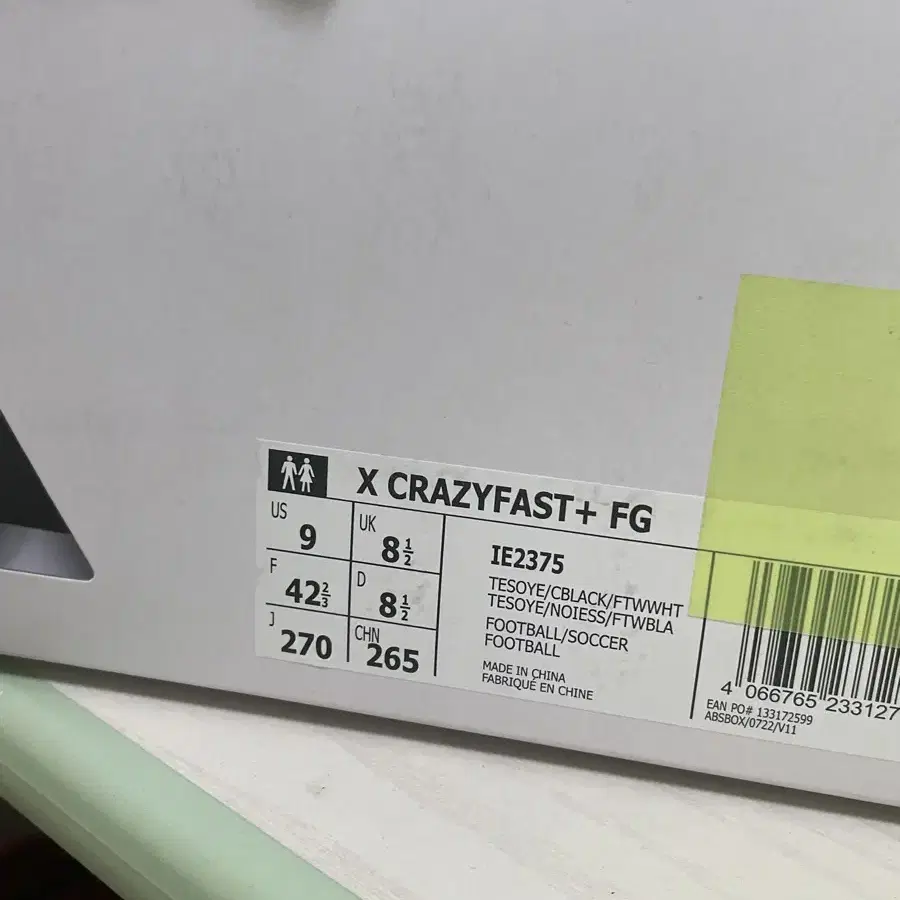 X CRAZYFAST+ FG
US 9
UK 8½
F 42⅔
D 8½
J 270
CHN 265
IE2375
TESOYE/CBLACK/FTWWHT
TESOYE/NOIESS/FTWBLA
FOOTBALL/SOCCER
FOOTBALL
MADE IN CHINA
FABRIQUÉ EN CHINE
4 066765 233127
EAN PO# 133172599
ABSBOX/0722/V11